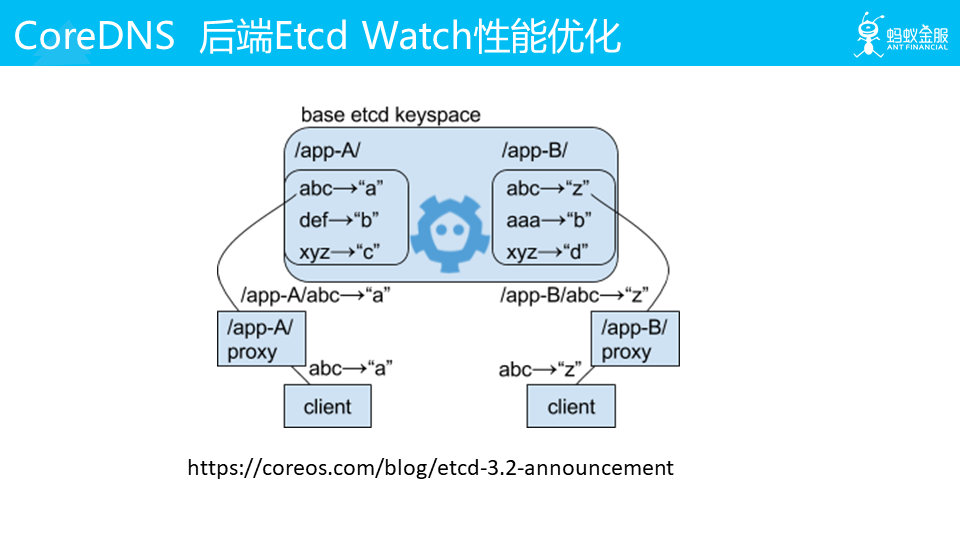 CoreDNS 后端Etcd Watch性能优化
蚂蚁金服
ANT FINANCIAL
base etcd keyspace
/app-A/
abc→“a”
def→“b”
xyz→“c”
/app-B/
abc→“z”
aaa→“b”
xyz→“d”
/app-A/abc→“a”
/app-B/abc→“z”
/app-A/
proxy
/app-B/
proxy
abc→“a”
abc→“z”
client
client
https://coreos.com/blog/etcd-3.2-announcement